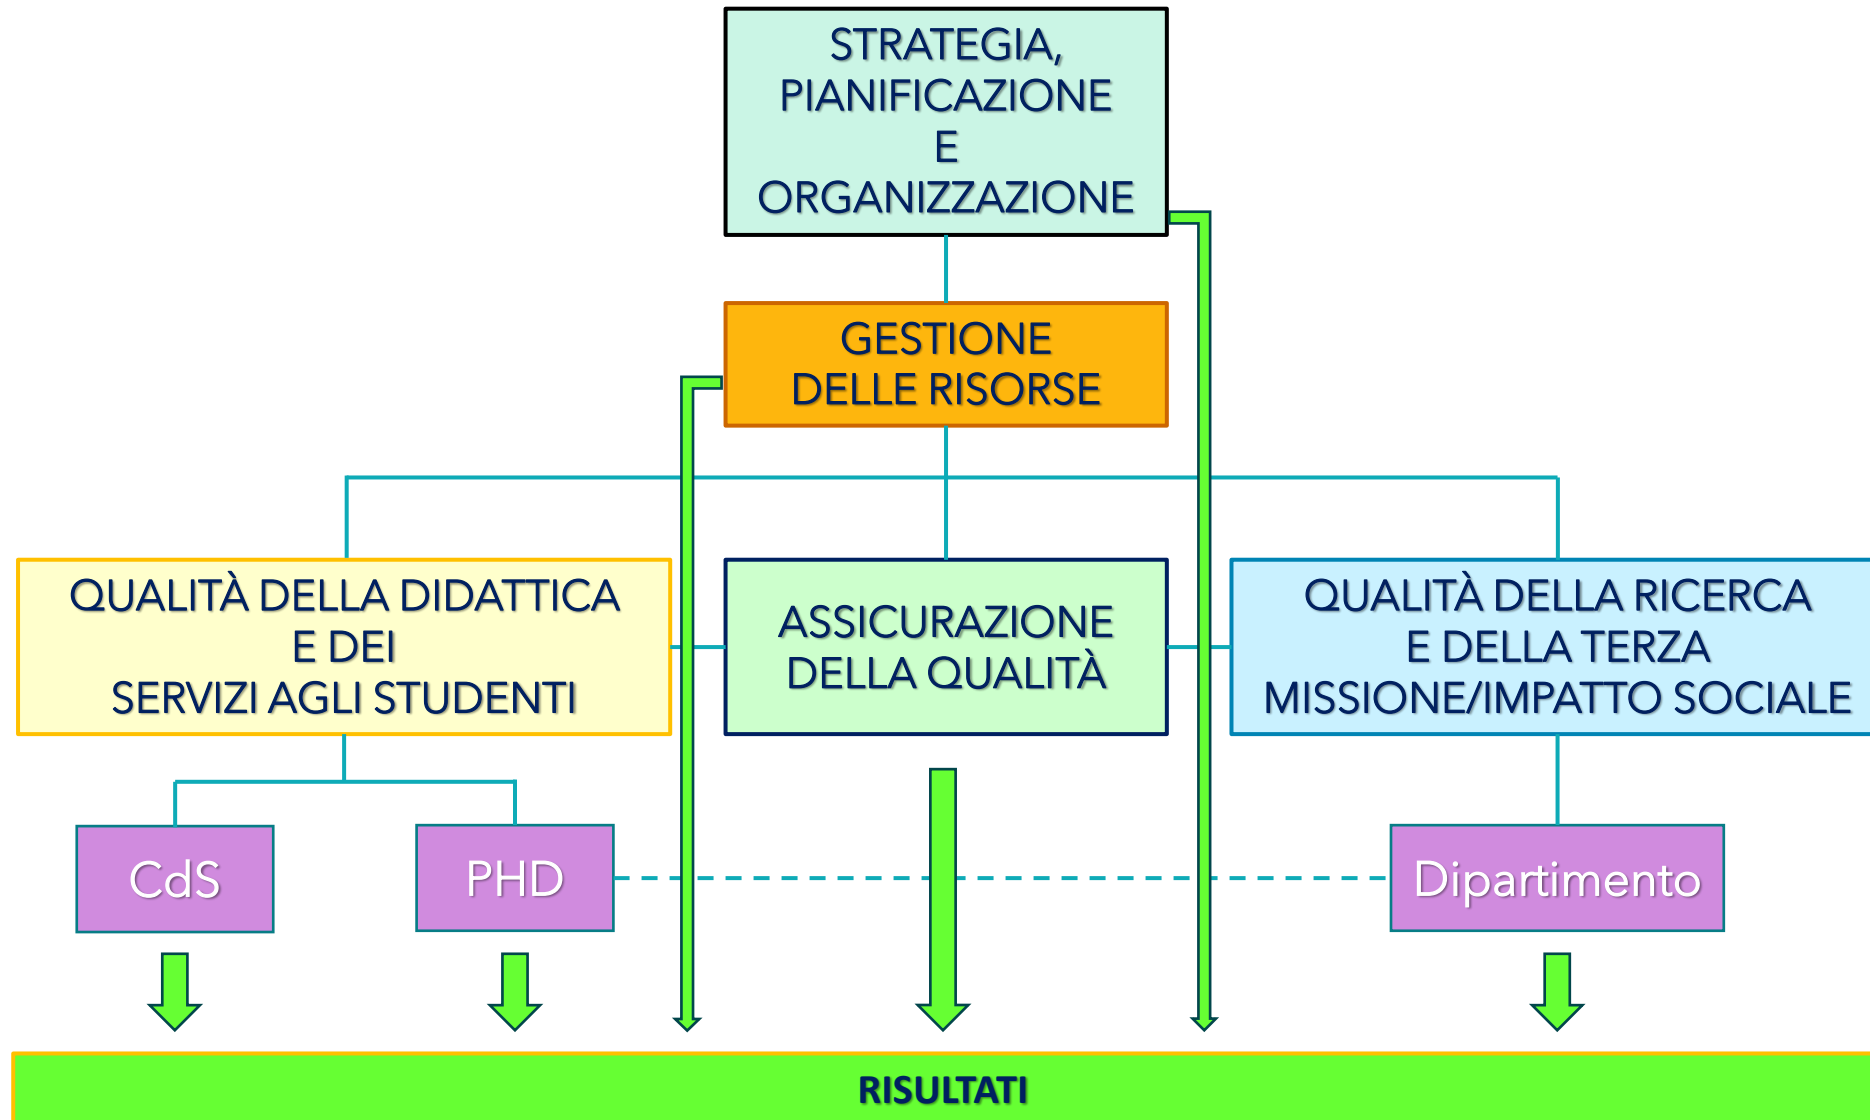 STRATEGIA,
PIANIFICAZIONE
E
ORGANIZZAZIONE
GESTIONE
DELLE RISORSE
QUALITÀ DELLA DIDATTICA
E DEI
SERVIZI AGLI STUDENTI
ASSICURAZIONE
DELLA QUALITÀ
QUALITÀ DELLA RICERCA
E DELLA TERZA
MISSIONE/IMPATTO SOCIALE
CdS
PHD
Dipartimento
RISULTATI